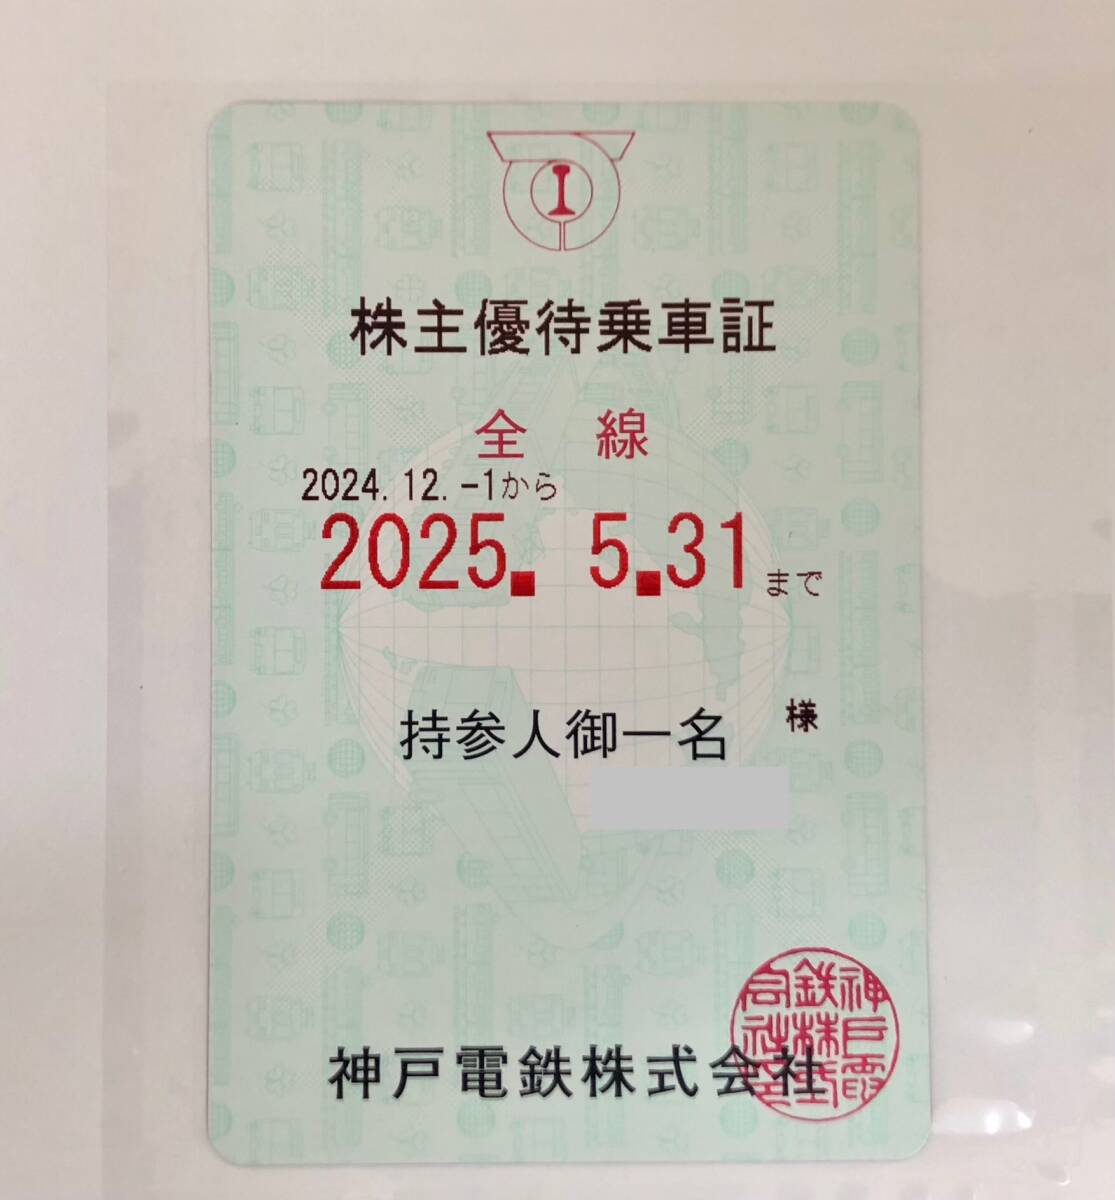 株主優待乗車証
全 線
2024.12.-1から
2025. 5.31まで
持参人御一名 様
神戸電鉄株式会社